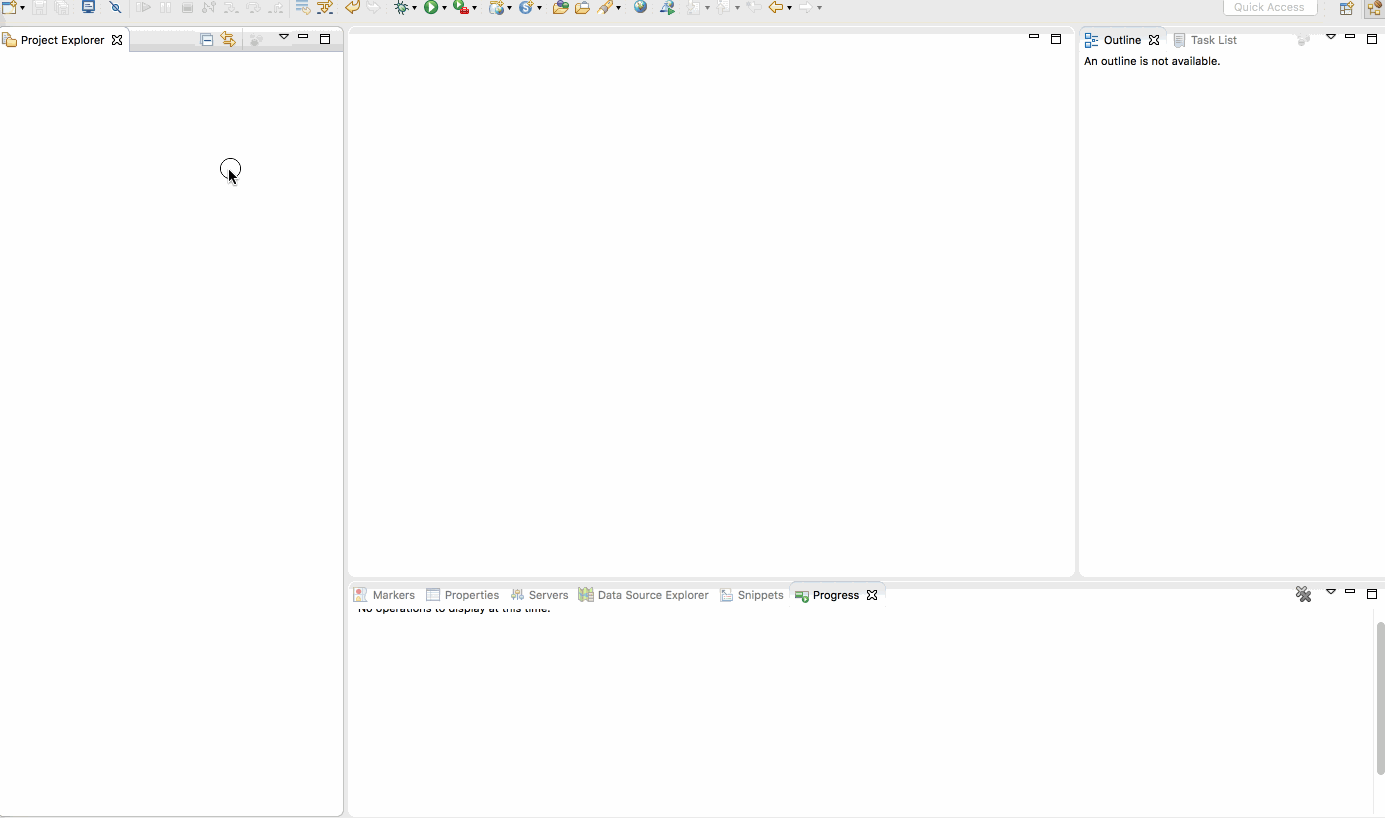 Quick Access
Project Explorer
Outline
Task List
An outline is not available.
Markers
Properties
Servers
Data Source Explorer
Snippets
Progress
No operations to display at this time.